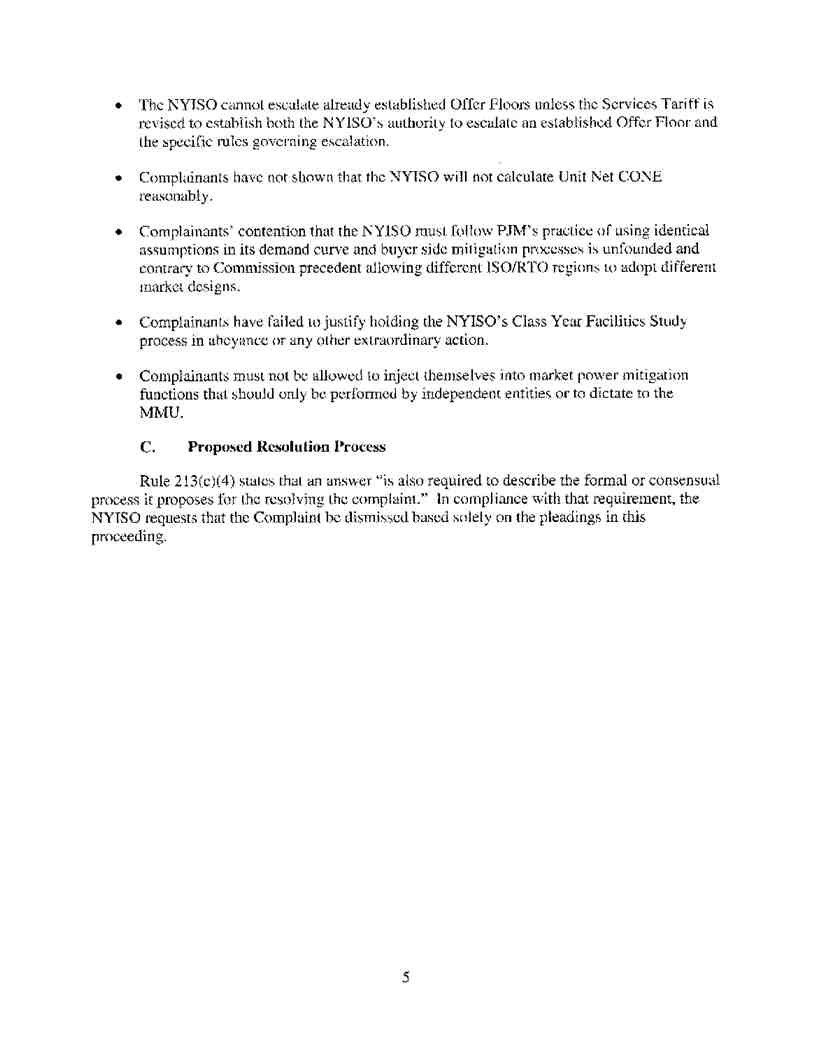 • The NYISO cannot escalate already established Offer Floors unless the Services Tariff is
revised to establish both the NYISO's authority to escalate an established Offer Floor and
the specific rules governing escalation.
• Complainants have not shown that the NYISO will not calculate Unit Net CONE
reasonably.
• Complainants' contention that the NYISO must follow PJM's practice of using identical
assumptions in its demand curve and buyer side mitigation processes is unfounded and
contrary to Commission precedent allowing different ISO/RTO regions to adopt different
market designs.
• Complainants have failed to justify holding the NYISO's Class Year Facilities Study
process in abeyance or any other extraordinary action.
• Complainants must not be allowed to inject themselves into market power mitigation
functions that should only be performed by independent entities or to dictate to the
MMU.
C. Proposed Resolution Process
Rule 213(c)(4) states that an answer "is also required to describe the formal or consensual
process it proposes for the resolving the complaint." In compliance with that requirement, the
NYISO requests that the Complaint be dismissed based solely on the pleadings in this
proceeding.
5